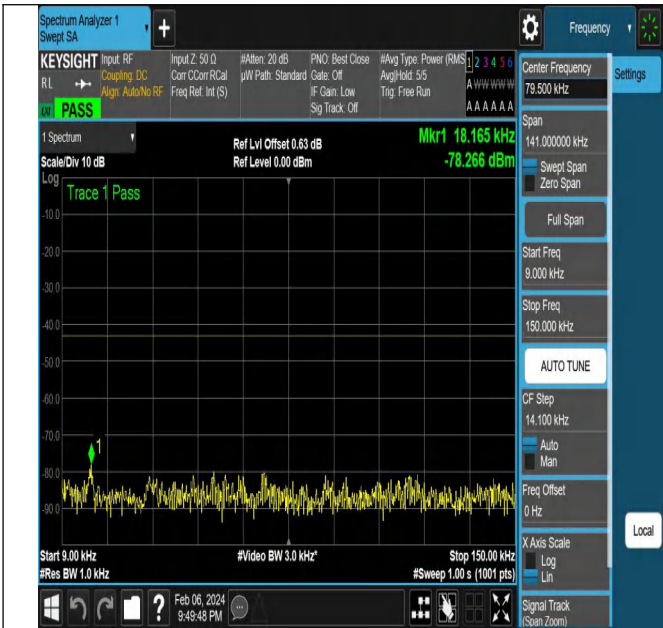 Spectrum Analyzer 1
Swept SA
+
Frequency
KEYSIGHT
RL
PASS
Input: RF
Coupling: DC
Align: Auto/No RF
Input Z: 50 Ω
Corr CCorr RCal
Freq Ref: Int (S)
#Atten: 20 dB
µW Path: Standard
PNO: Best Close
Gate: Off
IF Gain: Low
Sig Track: Off
#Avg Type: Power (RMS
Avg|Hold: 5/5
Trig: Free Run
1 2 3 4 5 6
A W W W W W
A A A A A A
1 Spectrum
Scale/Div 10 dB
Ref Lvl Offset 0.63 dB
Ref Level 0.00 dBm
Mkr1 18.165 kHz
-78.266 dBm
Log
Trace 1 Pass
-10.0
-20.0
-30.0
-40.0
-50.0
-60.0
-70.0
-80.0
-90.0
1
Start 9.00 kHz
#Res BW 1.0 kHz
#Video BW 3.0 kHz*
Stop 150.00 kHz
#Sweep 1.00 s (1001 pts)
Feb 06, 2024
9:49:48 PM
?
Center Frequency
79.500 kHz
Settings
Span
141.000000 kHz
Swept Span
Zero Span
Full Span
Start Freq
9.000 kHz
Stop Freq
150.000 kHz
AUTO TUNE
CF Step
14.100 kHz
Auto
Man
Freq Offset
0 Hz
X Axis Scale
Log
Lin
Local
Signal Track
(Span Zoom)